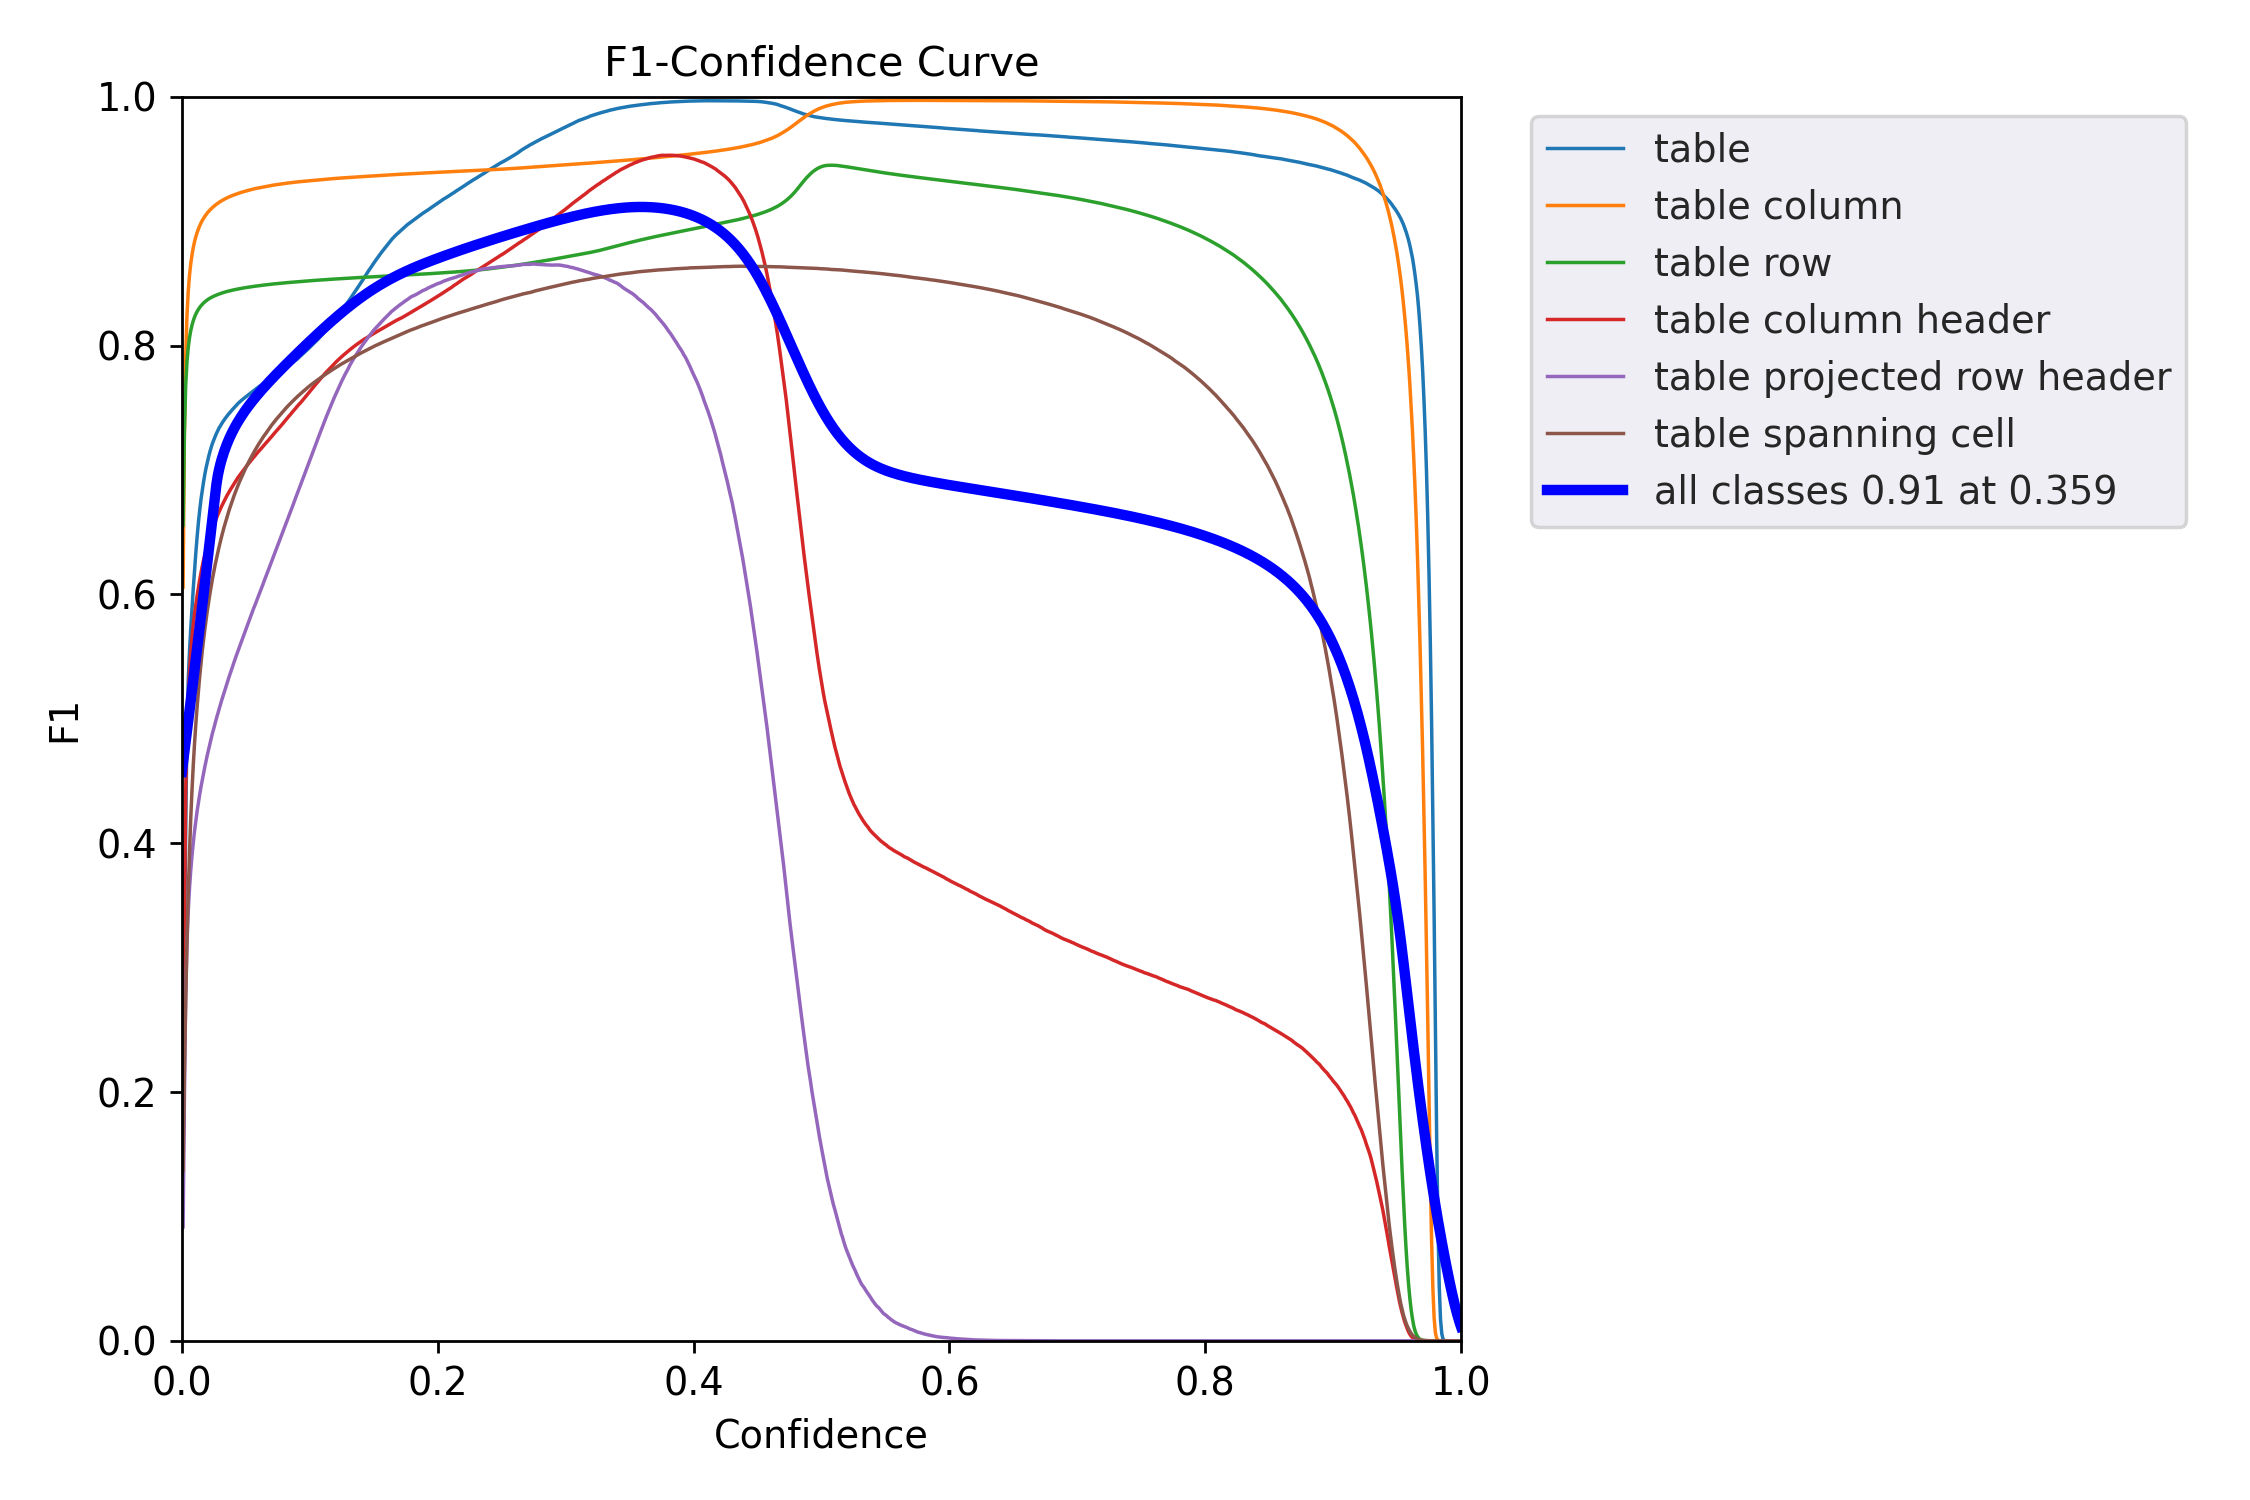 F1-Confidence Curve
1.0
0.8
0.6
0.4
0.2
0.0
F1
0.0 0.2 0.4 0.6 0.8 1.0
Confidence
table
table column
table row
table column header
table projected row header
table spanning cell
all classes 0.91 at 0.359